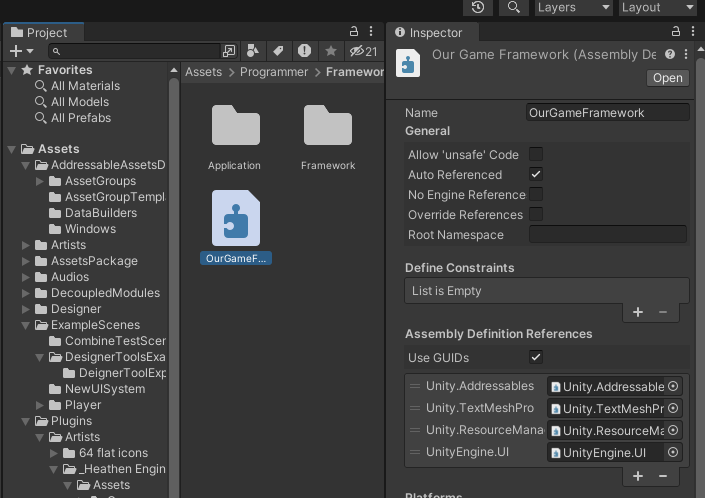 Layers
Layout
Project
21
Favorites
All Materials
All Models
All Prefabs
Assets
AddressableAssetsD
AssetGroups
AssetGroupTempl
DataBuilders
Windows
Artists
AssetsPackage
Audios
DecoupledModules
Designer
ExampleScenes
CombineTestScen
DesignerToolsExa
DeignerToolExp
NewUISystem
Player
Plugins
Artists
64 flat icons
_Heathen Engin
Assets
Assets > Programmer > Framewor
Application
Framework
OurGameF...
Inspector
Our Game Framework (Assembly De
Open
Name OurGameFramework
General
Allow 'unsafe' Code
Auto Referenced
No Engine Reference
Override References
Root Namespace
Define Constraints
List is Empty
Assembly Definition References
Use GUIDs
Unity.Addressables Unity.Addressable
Unity.TextMeshPro Unity.TextMeshPr
Unity.ResourceManag Unity.ResourceMa
UnityEngine.UI UnityEngine.UI
Platforms